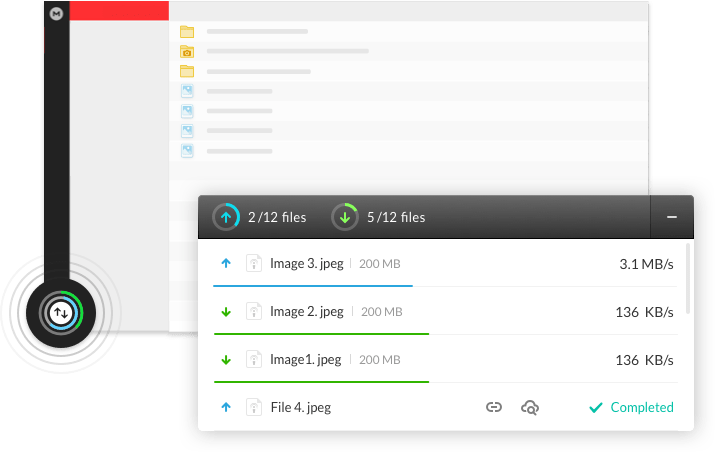 M
2/12 files 5/12 files
Image 3. jpeg 200 MB 3.1 MB/s
Image 2. jpeg 200 MB 136 KB/s
Image1. jpeg 200 MB 136 KB/s
File 4. jpeg Completed